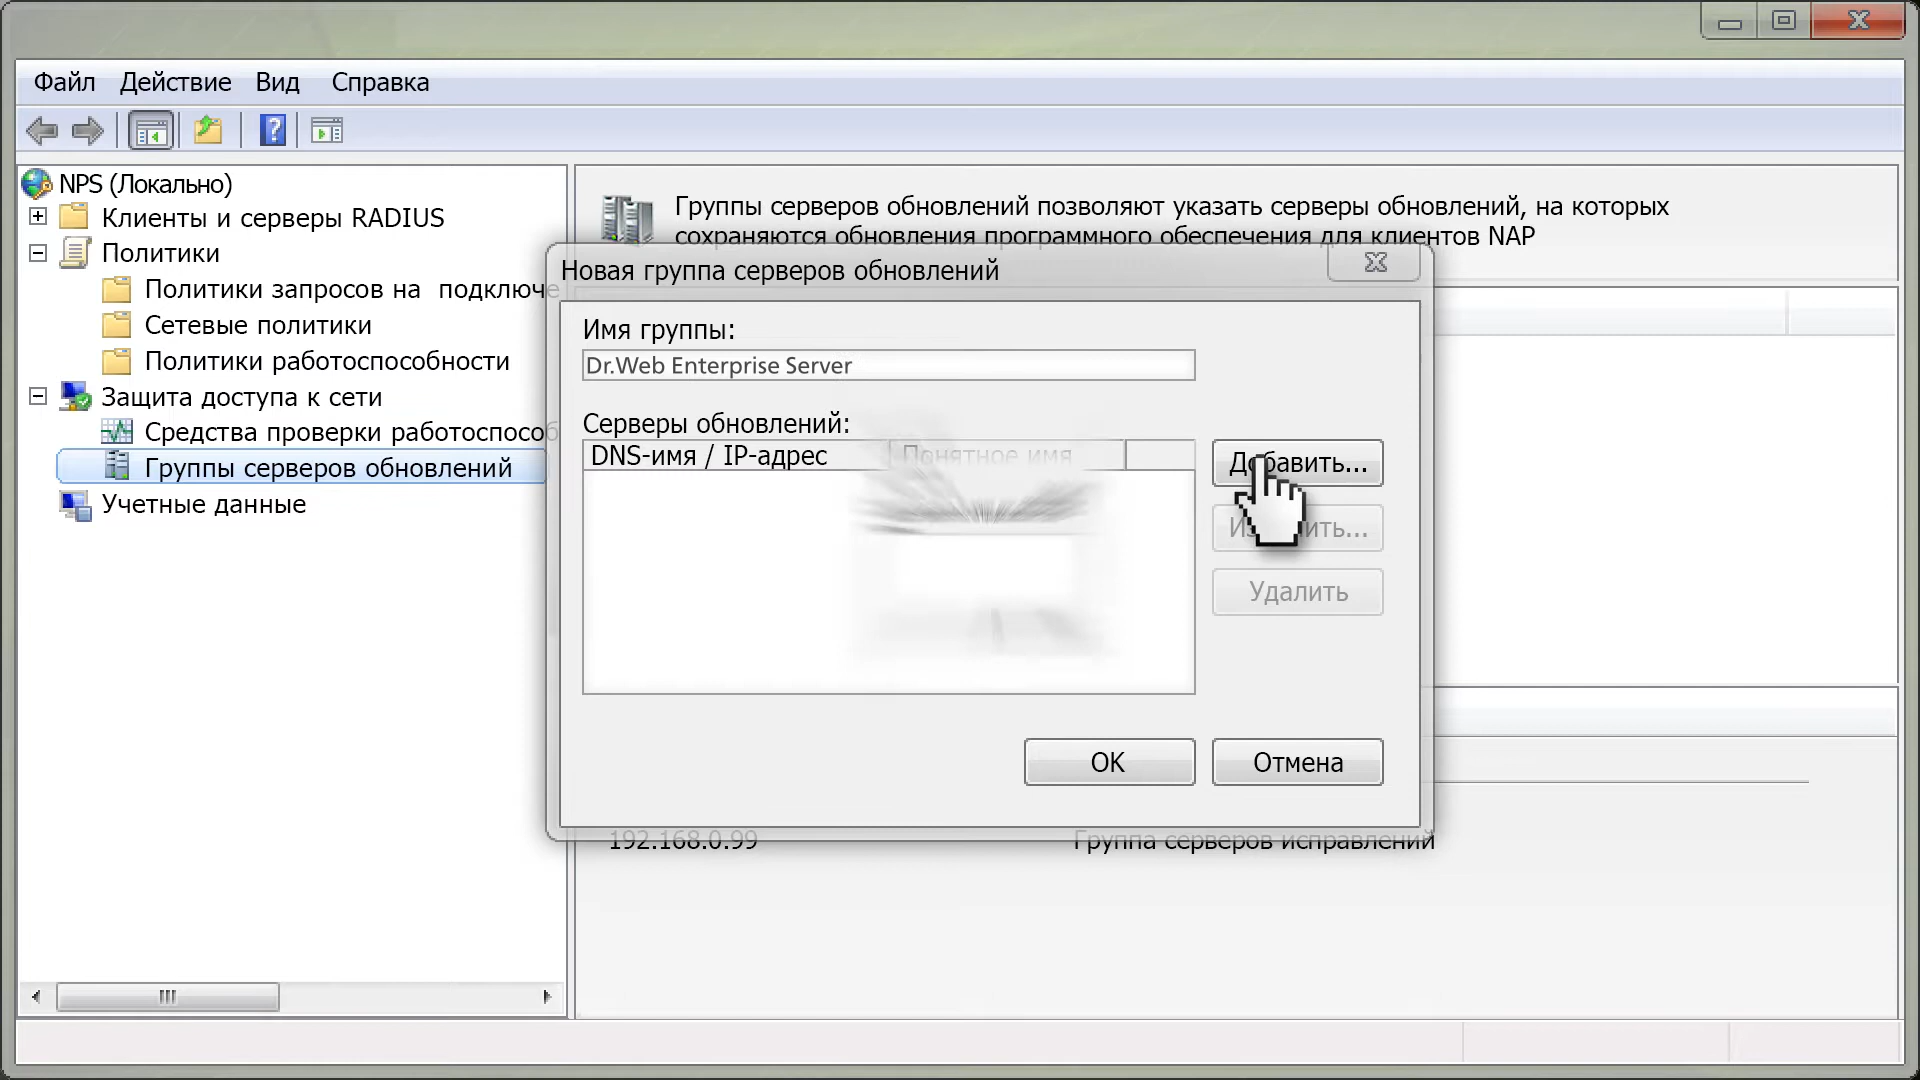 Файл Действие Вид Справка
NPS (Локально)
Клиенты и серверы RADIUS
Политики
Политики запросов на подключе
Сетевые политики
Политики работоспособности
Защита доступа к сети
Средства проверки работоспособ
Группы серверов обновлений
Учетные данные
Группы серверов обновлений позволяют указать серверы обновлений, на которых
сохраняются обновления программного обеспечения для клиентов NAP
Новая группа серверов обновлений
Имя группы:
Dr.Web Enterprise Server
Серверы обновлений:
DNS-имя / IP-адрес Понятное имя
Добавить...
Удалить
OK Отмена
192.168.0.99 Группа серверов исправлений